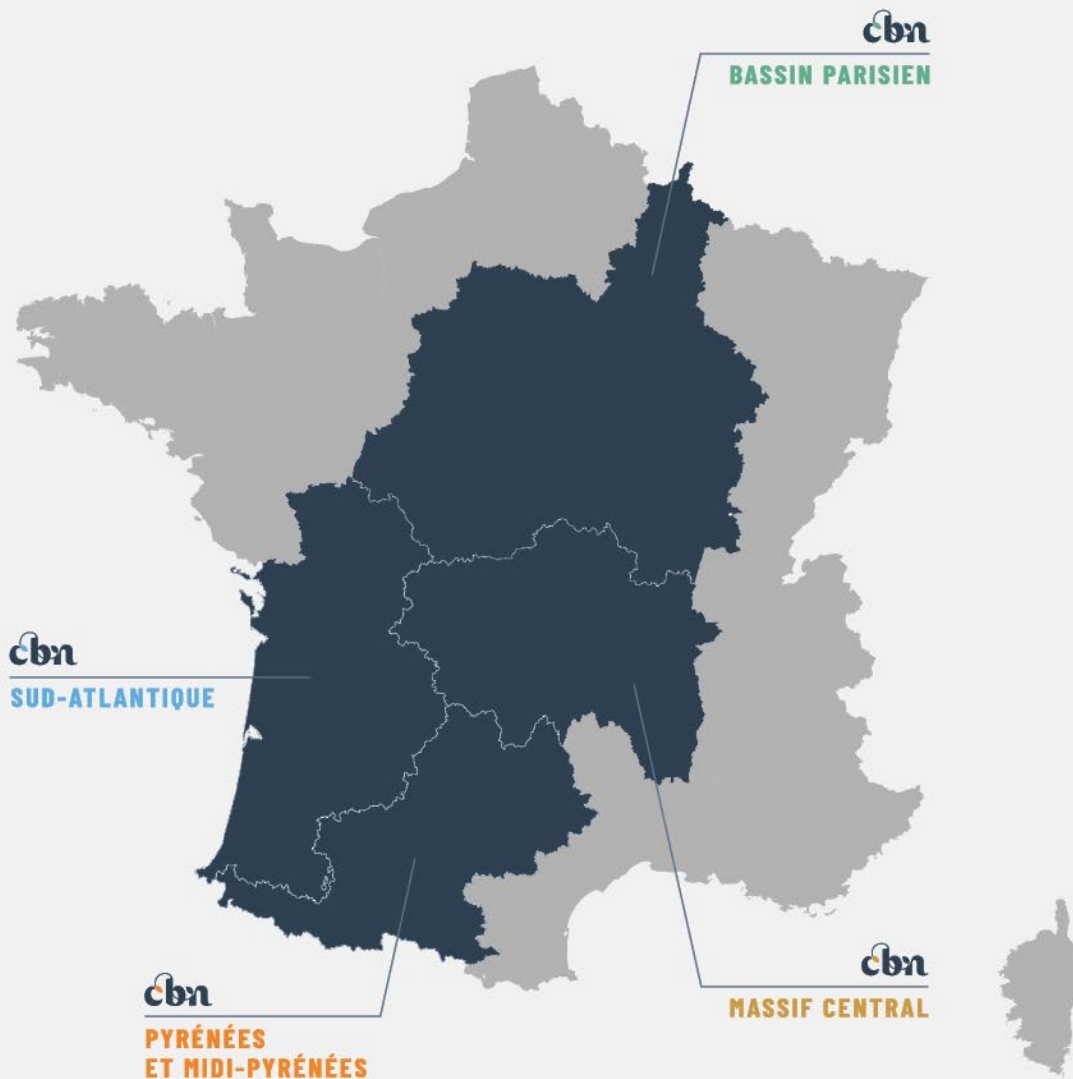 cbn
BASSIN PARISIEN
cbn
SUD-ATLANTIQUE
cbn
MASSIF CENTRAL
cbn
PYRÉNÉES
ET MIDI-PYRÉNÉES